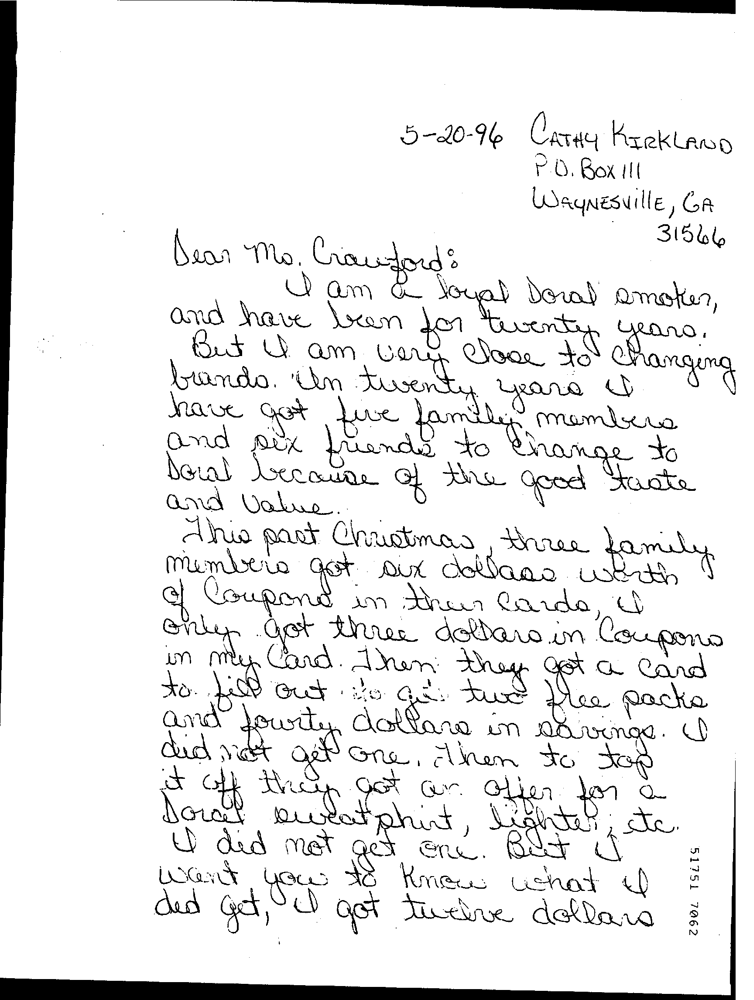 5-20-96 CATHY KIRKLAND
P.O. BOX 111
WAYNESVILLE, GA
31566
Dear Ms. Crawford:
I am a loyal Doral smoker,
and have been for twenty years.
But I am very close to changing
brands. In twenty years I
have got five family members
and six friends to change to
Doral because of the good taste
and value.
This past Christmas, three family
members got six dollars worth
of Coupons in their cards, I
only got three dollars in Coupons
in my Card. Then they got a card
to fill out to get two free packs
and fourty dollars in savings. I
did not get one. Then to top
it off they got an offer for a
Doral sweatshirt, lighter, etc.
I did not get one. But I
want you to know what I
did get, I got twelve dollars
51751 7062